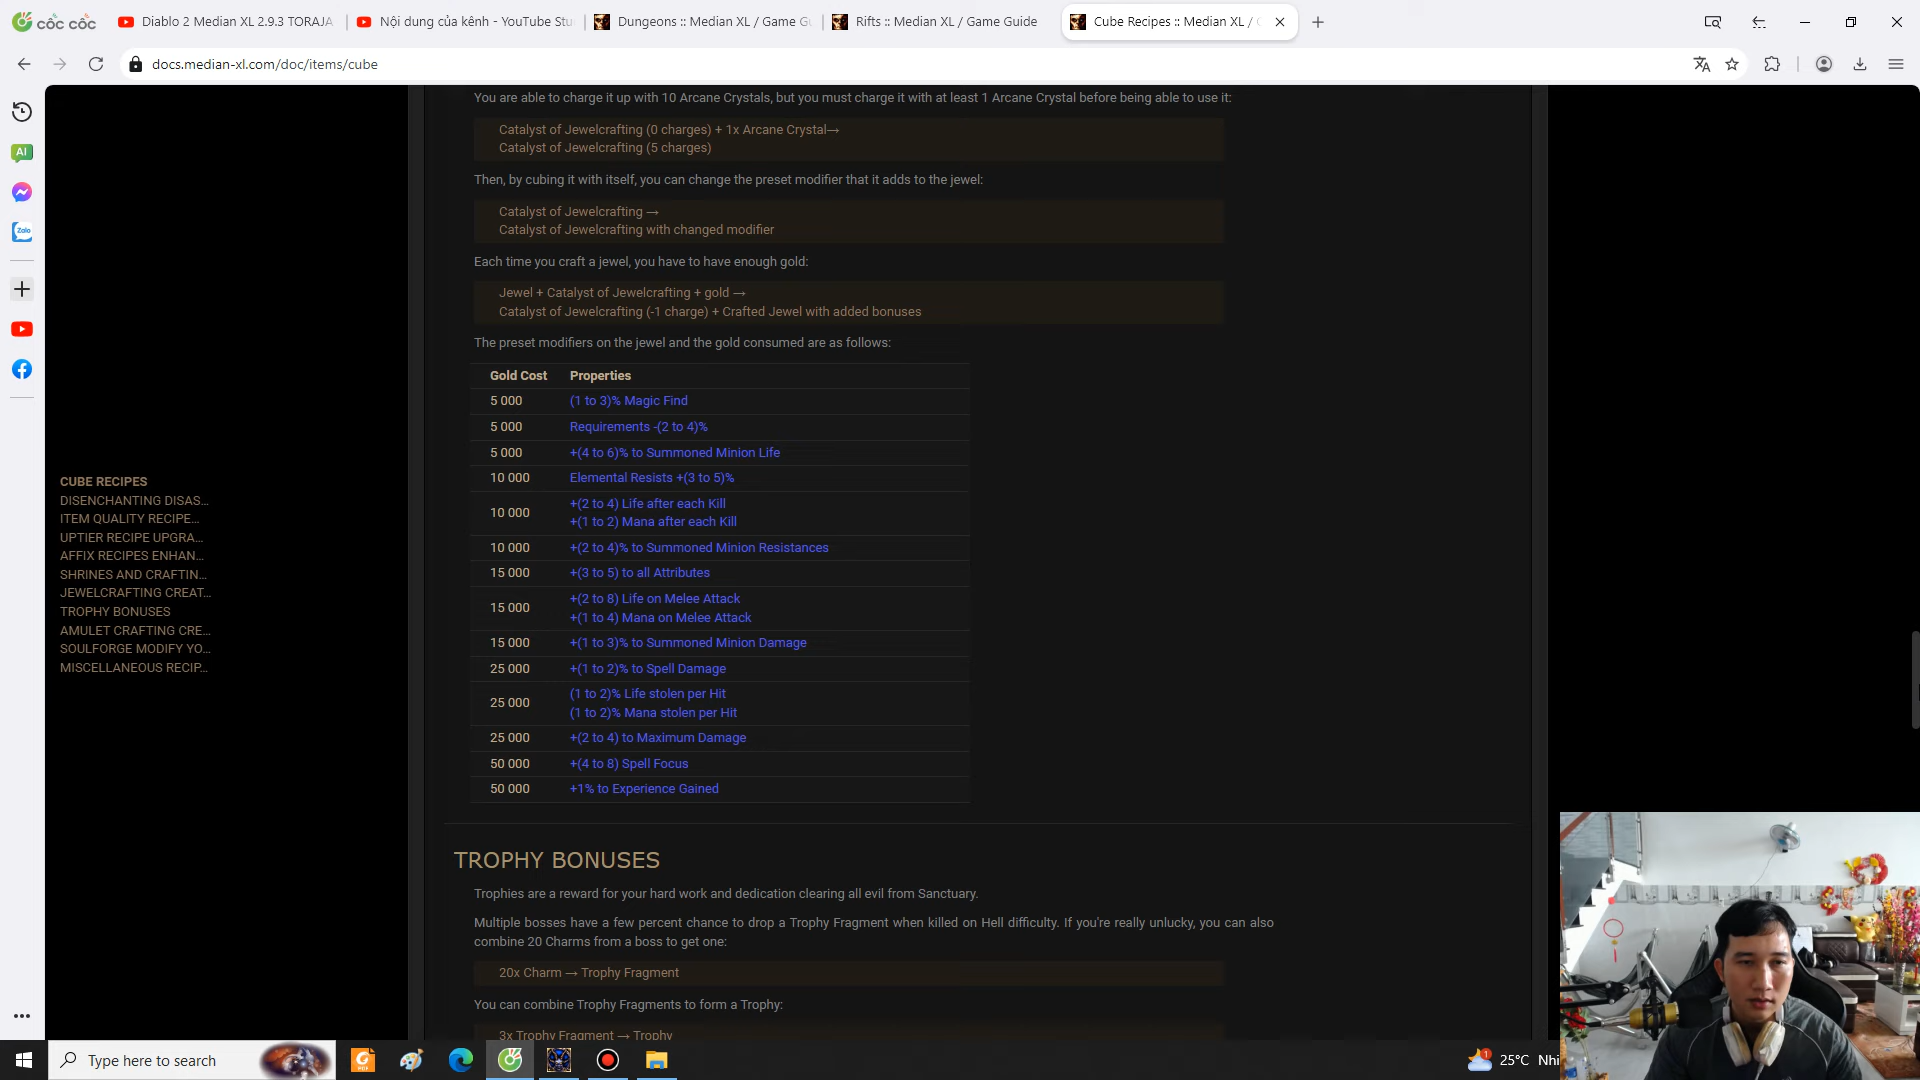 cốc cốc
Diablo 2 Median XL 2.9.3 TORAJA
Nội dung của kênh - YouTube Stu
Dungeons :: Median XL / Game Gu
Rifts :: Median XL / Game Guide
Cube Recipes :: Median XL / G
docs.median-xl.com/doc/items/cube
AI
Zalo
You are able to charge it up with 10 Arcane Crystals, but you must charge it with at least 1 Arcane Crystal before being able to use it:
Catalyst of Jewelcrafting (0 charges) + 1x Arcane Crystal→
Catalyst of Jewelcrafting (5 charges)
Then, by cubing it with itself, you can change the preset modifier that it adds to the jewel:
Catalyst of Jewelcrafting →
Catalyst of Jewelcrafting with changed modifier
Each time you craft a jewel, you have to have enough gold:
Jewel + Catalyst of Jewelcrafting + gold →
Catalyst of Jewelcrafting (-1 charge) + Crafted Jewel with added bonuses
The preset modifiers on the jewel and the gold consumed are as follows:
Gold Cost Properties
5 000 (1 to 3)% Magic Find
5 000 Requirements -(2 to 4)%
5 000 +(4 to 6)% to Summoned Minion Life
10 000 Elemental Resists +(3 to 5)%
10 000 +(2 to 4) Life after each Kill
+(1 to 2) Mana after each Kill
10 000 +(2 to 4)% to Summoned Minion Resistances
15 000 +(3 to 5) to all Attributes
15 000 +(2 to 8) Life on Melee Attack
+(1 to 4) Mana on Melee Attack
15 000 +(1 to 3)% to Summoned Minion Damage
25 000 +(1 to 2)% to Spell Damage
25 000 (1 to 2)% Life stolen per Hit
(1 to 2)% Mana stolen per Hit
25 000 +(2 to 4) to Maximum Damage
50 000 +(4 to 8) Spell Focus
50 000 +1% to Experience Gained
CUBE RECIPES
DISENCHANTING DISAS...
ITEM QUALITY RECIPE...
UPTIER RECIPE UPGRA...
AFFIX RECIPES ENHAN...
SHRINES AND CRAFTIN...
JEWELCRAFTING CREAT...
TROPHY BONUSES
AMULET CRAFTING CRE...
SOULFORGE MODIFY YO...
MISCELLANEOUS RECIP...
TROPHY BONUSES
Trophies are a reward for your hard work and dedication clearing all evil from Sanctuary.
Multiple bosses have a few percent chance to drop a Trophy Fragment when killed on Hell difficulty. If you're really unlucky, you can also
combine 20 Charms from a boss to get one:
20x Charm → Trophy Fragment
You can combine Trophy Fragments to form a Trophy:
3x Trophy Fragment → Trophy
Type here to search
1
25°C Nhi